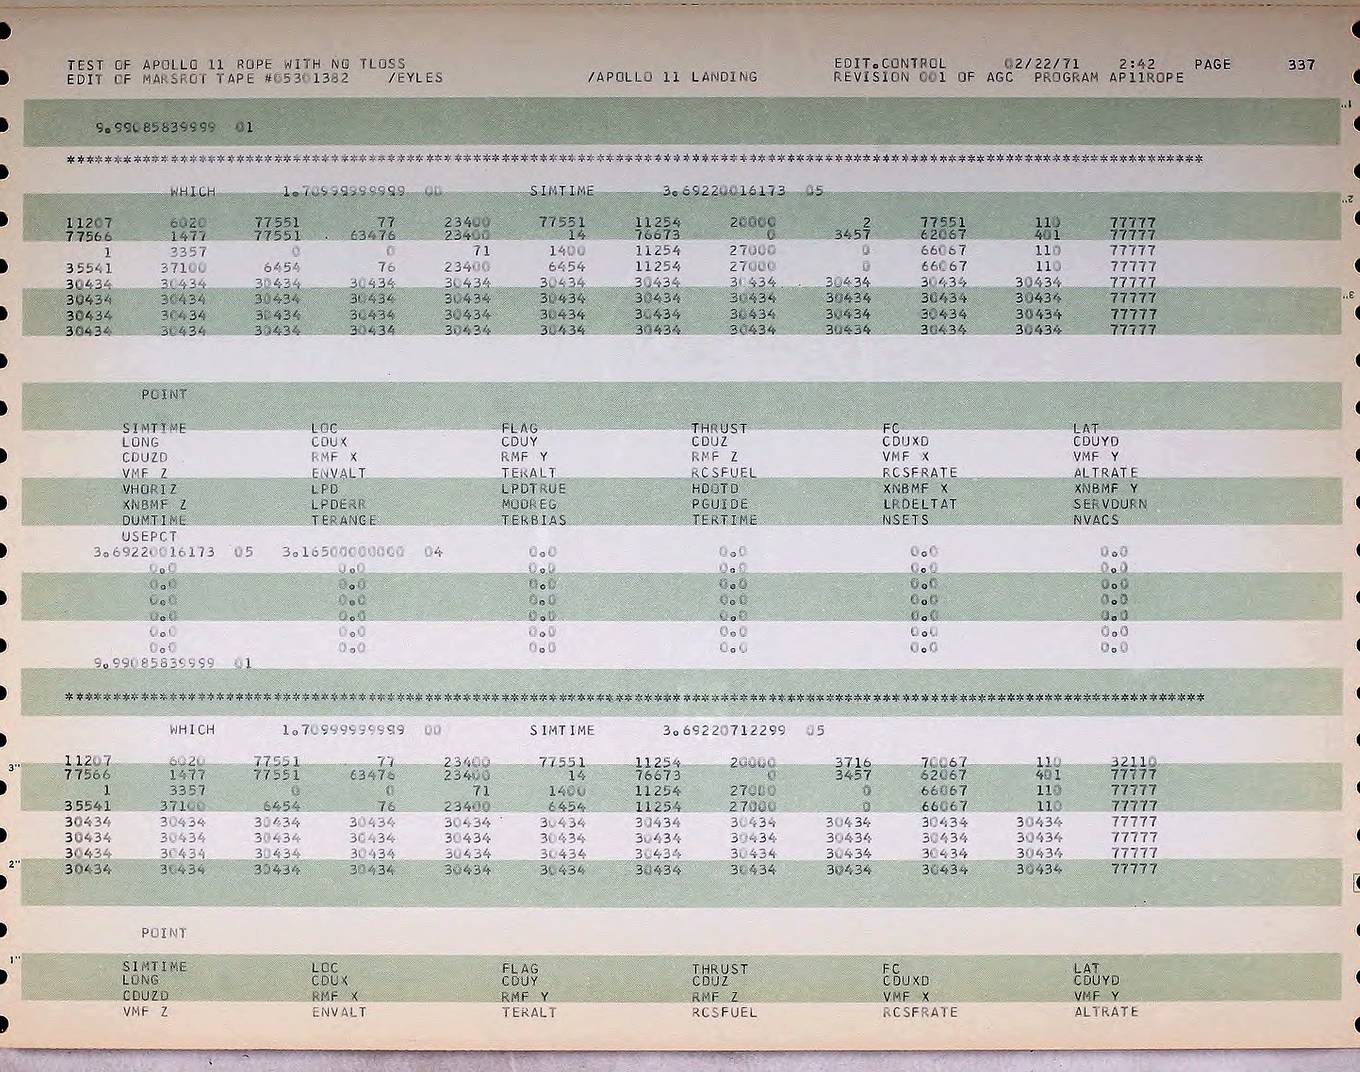 TEST OF APOLLO 11 ROPE WITH NO TLOSS EDIT.CONTROL 02/22/71 2:42 PAGE 337
EDIT OF MARSROT TAPE #05301382 /EYLES /APOLLO 11 LANDING REVISION 001 OF AGC PROGRAM AP11ROPE
9.99085839999 01
************************************************************************************************************************
WHICH 1.70999999999 00 SIMTIME 3.69220016173 05
11207 6020 77551 77 23400 77551 11254 20000 2 77551 110 77777
77566 1477 77551 63476 23400 14 76673 0 3457 62067 401 77777
1 3357 0 0 71 1400 11254 27000 0 66067 110 77777
35541 37100 6454 76 23400 6454 11254 27000 0 66067 110 77777
30434 30434 30434 30434 30434 30434 30434 30434 30434 30434 30434 77777
30434 30434 30434 30434 30434 30434 30434 30434 30434 30434 30434 77777
30434 30434 30434 30434 30434 30434 30434 30434 30434 30434 30434 77777
30434 30434 30434 30434 30434 30434 30434 30434 30434 30434 30434 77777
POINT
SIMTIME LOC FLAG THRUST FC LAT
LONG CDUX CDUY CDUZ CDUXD CDUYD
CDUZD RMF X RMF Y RMF Z VMF X VMF Y
VMF Z ENVALT TERALT RCSFUEL RCSFRATE ALTRATE
VHORIZ LPD LPDTRUE HDOTD XNBMF X XNBMF Y
XNBMF Z LPDERR MODREG PGUIDE LRDELTAT SERVDURN
DUMTIME TERANGE TERBIAS TERTIME NSETS NVACS
USEPCT
3.69220016173 05 3.16500000000 04 0.0 0.0 0.0 0.0
0.0 0.0 0.0 0.0 0.0 0.0
0.0 0.0 0.0 0.0 0.0 0.0
0.0 0.0 0.0 0.0 0.0 0.0
0.0 0.0 0.0 0.0 0.0 0.0
0.0 0.0 0.0 0.0 0.0 0.0
0.0 0.0 0.0 0.0 0.0 0.0
9.99085839999 01
************************************************************************************************************************
WHICH 1.70999999999 00 SIMTIME 3.69220712299 05
11207 6020 77551 77 23400 77551 11254 20000 3716 70067 110 32110
77566 1477 77551 63476 23400 14 76673 0 3457 62067 401 77777
1 3357 0 0 71 1400 11254 27000 0 66067 110 77777
35541 37100 6454 76 23400 6454 11254 27000 0 66067 110 77777
30434 30434 30434 30434 30434 30434 30434 30434 30434 30434 30434 77777
30434 30434 30434 30434 30434 30434 30434 30434 30434 30434 30434 77777
30434 30434 30434 30434 30434 30434 30434 30434 30434 30434 30434 77777
30434 30434 30434 30434 30434 30434 30434 30434 30434 30434 30434 77777
POINT
SIMTIME LOC FLAG THRUST FC LAT
LONG CDUX CDUY CDUZ CDUXD CDUYD
CDUZD RMF X RMF Y RMF Z VMF X VMF Y
VMF Z ENVALT TERALT RCSFUEL RCSFRATE ALTRATE
3"
2"
1"
1"
2"
3"